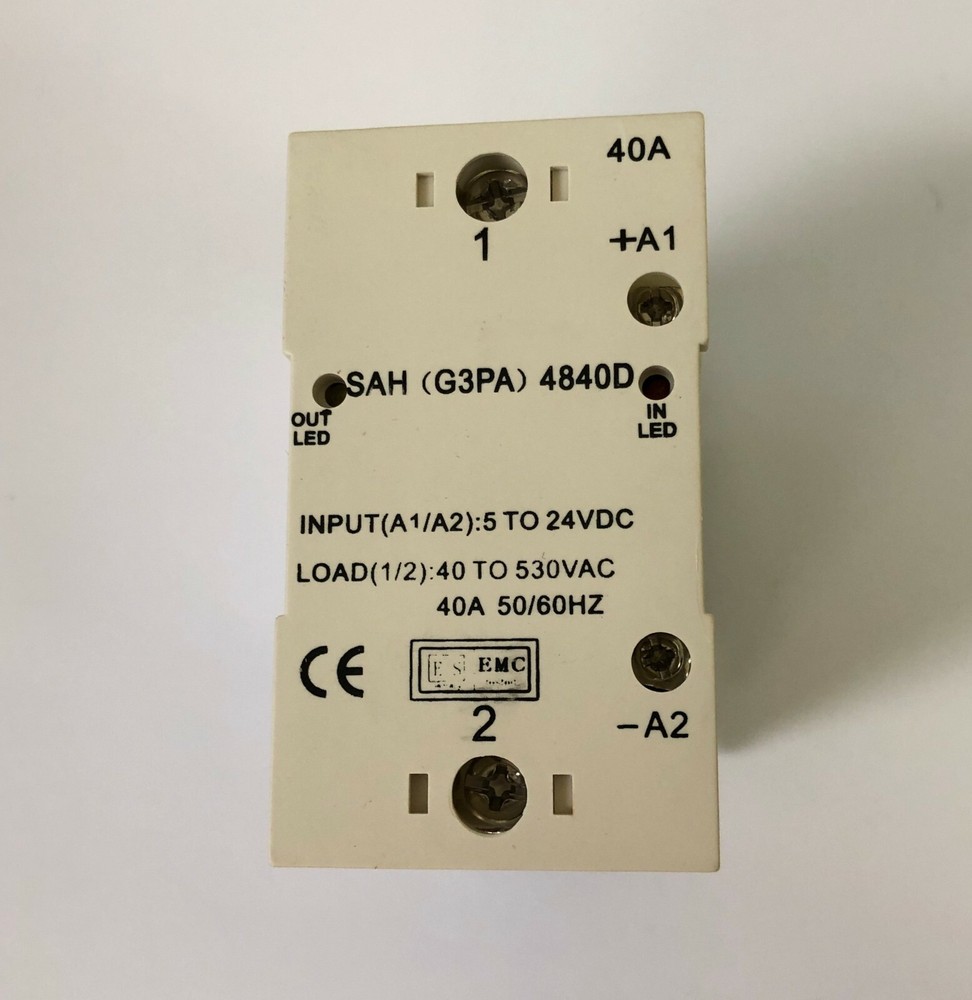 40A
1
+A1
SAH (G3PA) 4840D
OUT
LED
IN
LED
INPUT(A1/A2):5 TO 24VDC
LOAD(1/2):40 TO 530VAC
40A 50/60HZ
CE
E S EMC
2
-A2